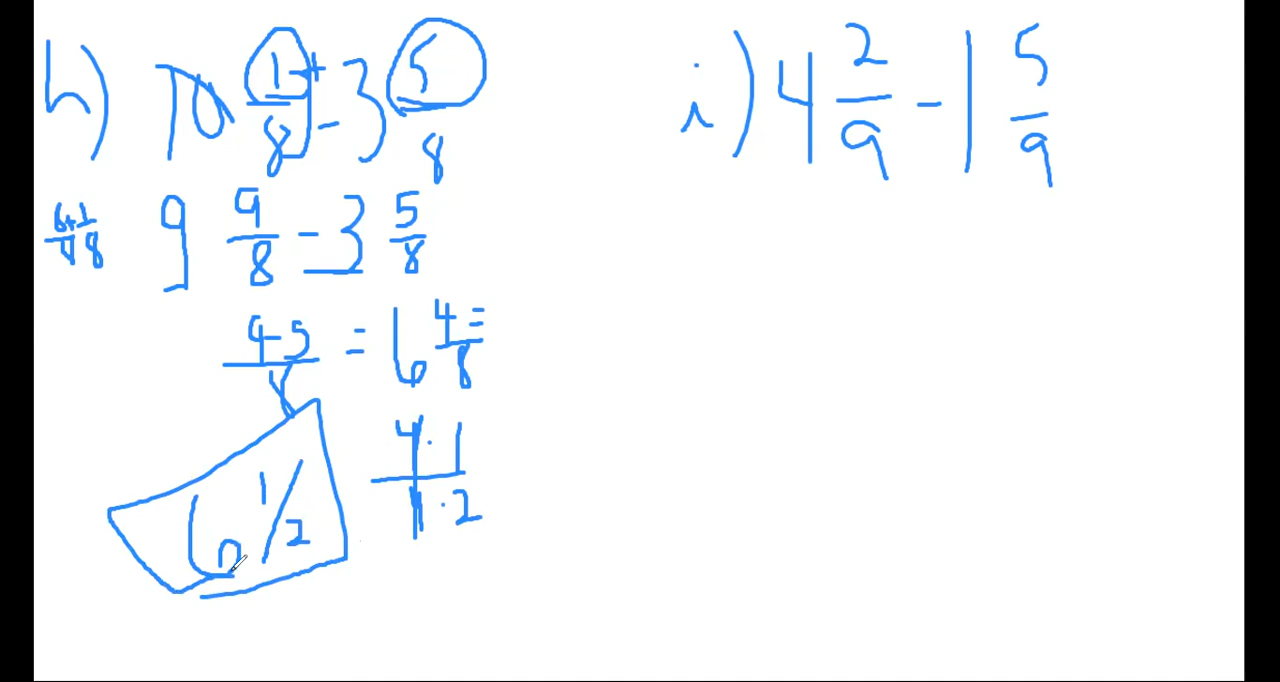 h) 10 1/8 - 3 5/8
9 9/8 - 3 5/8
9-5/8 = 6 4/8 =
4·1/4·2
6 1/2
i) 4 2/9 - 1 5/9